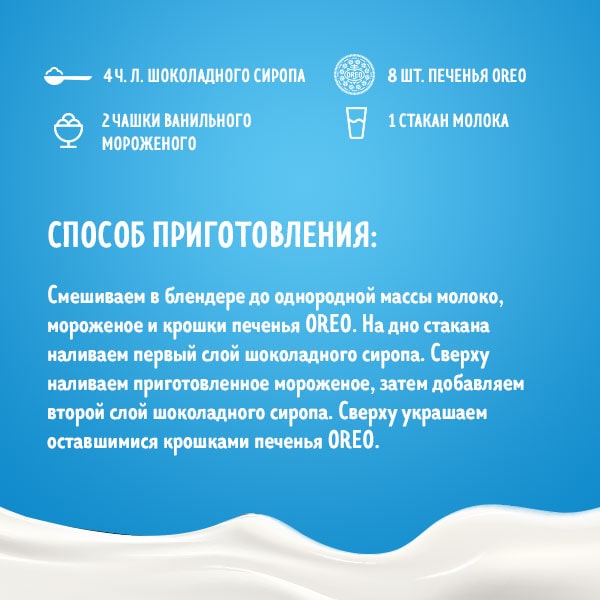 4 Ч. Л. ШОКОЛАДНОГО СИРОПА
8 ШТ. ПЕЧЕНЬЯ OREO
2 ЧАШКИ ВАНИЛЬНОГО
МОРОЖЕНОГО
1 СТАКАН МОЛОКА
OREO
СПОСОБ ПРИГОТОВЛЕНИЯ:
Смешиваем в блендере до однородной массы молоко,
мороженое и крошки печенья OREO. На дно стакана
наливаем первый слой шоколадного сиропа. Сверху
наливаем приготовленное мороженое, затем добавляем
второй слой шоколадного сиропа. Сверху украшаем
оставшимися крошками печенья OREO.